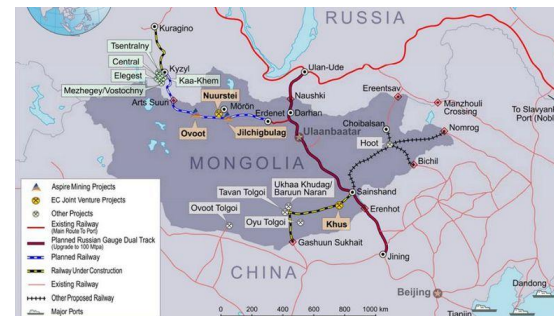 RUSSIA
Kuragino
Tsentralny
Central
Elegest
Mezhegey/Vostochny
Kyzyl
Kaa-Khem
Arts Suuri
Nuurstei
Mörön
Ovoot
Jilchigbulag
Erdenet
Ulan-Ude
Naushki
Darhan
Ulaanbaatar
Ereentsav
Manzhouli
Crossing
To Slavyank
Port (Noble
Choibalsan
Nomrog
Hoot
Bichil
MONGOLIA
Ukhaa Khudag/
Baruun Naran
Tavan Tolgoi
Ovoot Tolgoi
Oyu Tolgoi
Sainshand
Khus
Erenhot
Gashuun Sukhait
Jining
CHINA
Beijing
Dandong
Tianjin
Aspire Mining Projects
EC Joint Venture Projects
Other Projects
Existing Railway
(Main Route To Port)
Planned Russian Gauge Dual Track
(Upgrade to 100 Mtpa)
Planned Railway
Railway Under Construction
Existing Railway
Other Proposed Railway
Major Ports
0 200 400 600 800 1000 km